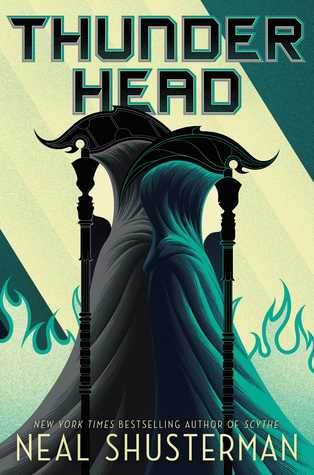 THUNDER
HEAD
NEW YORK TIMES BESTSELLING AUTHOR OF SCYTHE
NEAL SHUSTERMAN